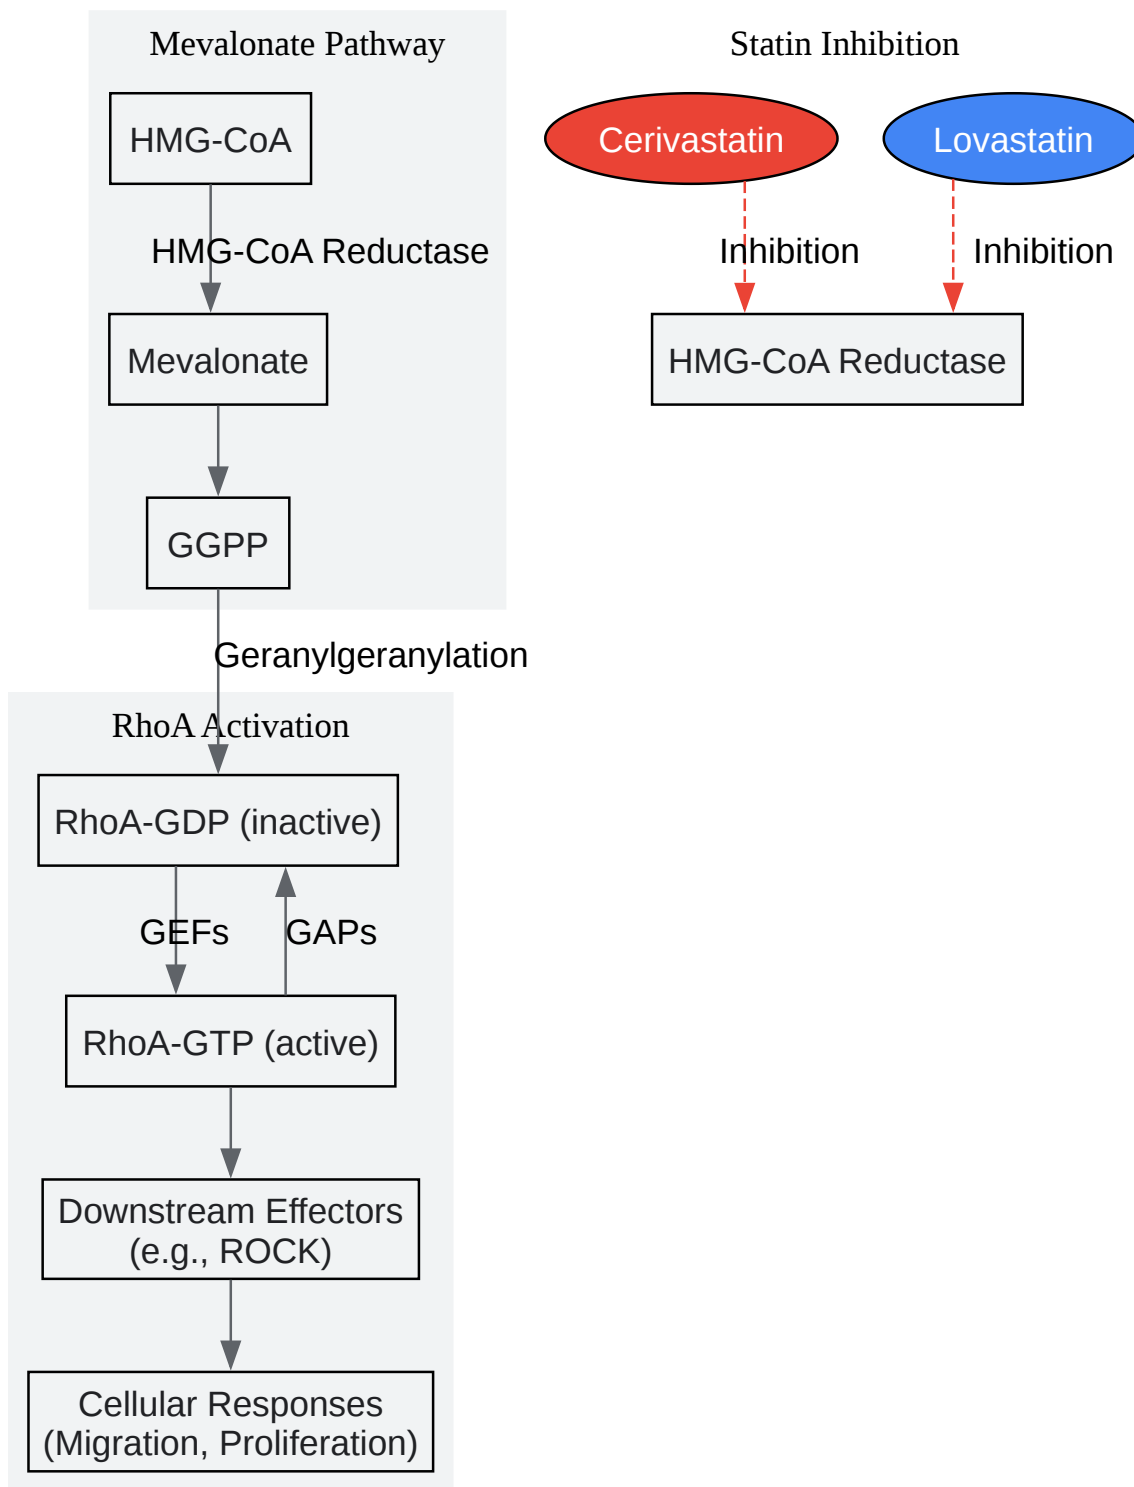 Mevalonate Pathway
HMG-CoA
HMG-CoA Reductase
Mevalonate
GGPP
Geranylgeranylation
RhoA Activation
RhoA-GDP (inactive)
GEFs
GAPs
RhoA-GTP (active)
Downstream Effectors
(e.g., ROCK)
Cellular Responses
(Migration, Proliferation)
Statin Inhibition
Cerivastatin
Lovastatin
Inhibition
Inhibition
HMG-CoA Reductase